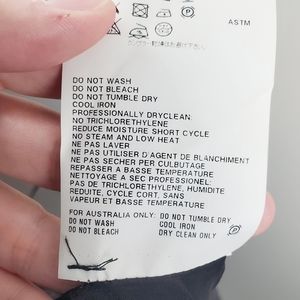 ASTM
DO NOT WASH
DO NOT BLEACH
DO NOT TUMBLE DRY
COOL IRON
PROFESSIONALLY DRYCLEAN:
NO TRICHLORETHYLENE
REDUCE MOISTURE SHORT CYCLE
NO STEAM AND LOW HEAT
NE PAS LAVER
NE PAS UTILISER D'AGENT DE BLANCHIMENT
NE PAS SECHER PAR CULBUTAGE
REPASSER A BASSE TEMPERATURE
NETTOYAGE A SEC PROFESSIONEL:
PAS DE TRICHLORETHYLENE, HUMIDITE
REDUITE, CYCLE CORT, SANS
VAPEUR ET BASSE TEMPERATURE
FOR AUSTRALIA ONLY: DO NOT TUMBLE DRY
DO NOT WASH COOL IRON
DO NOT BLEACH DRY CLEAN ONLY P